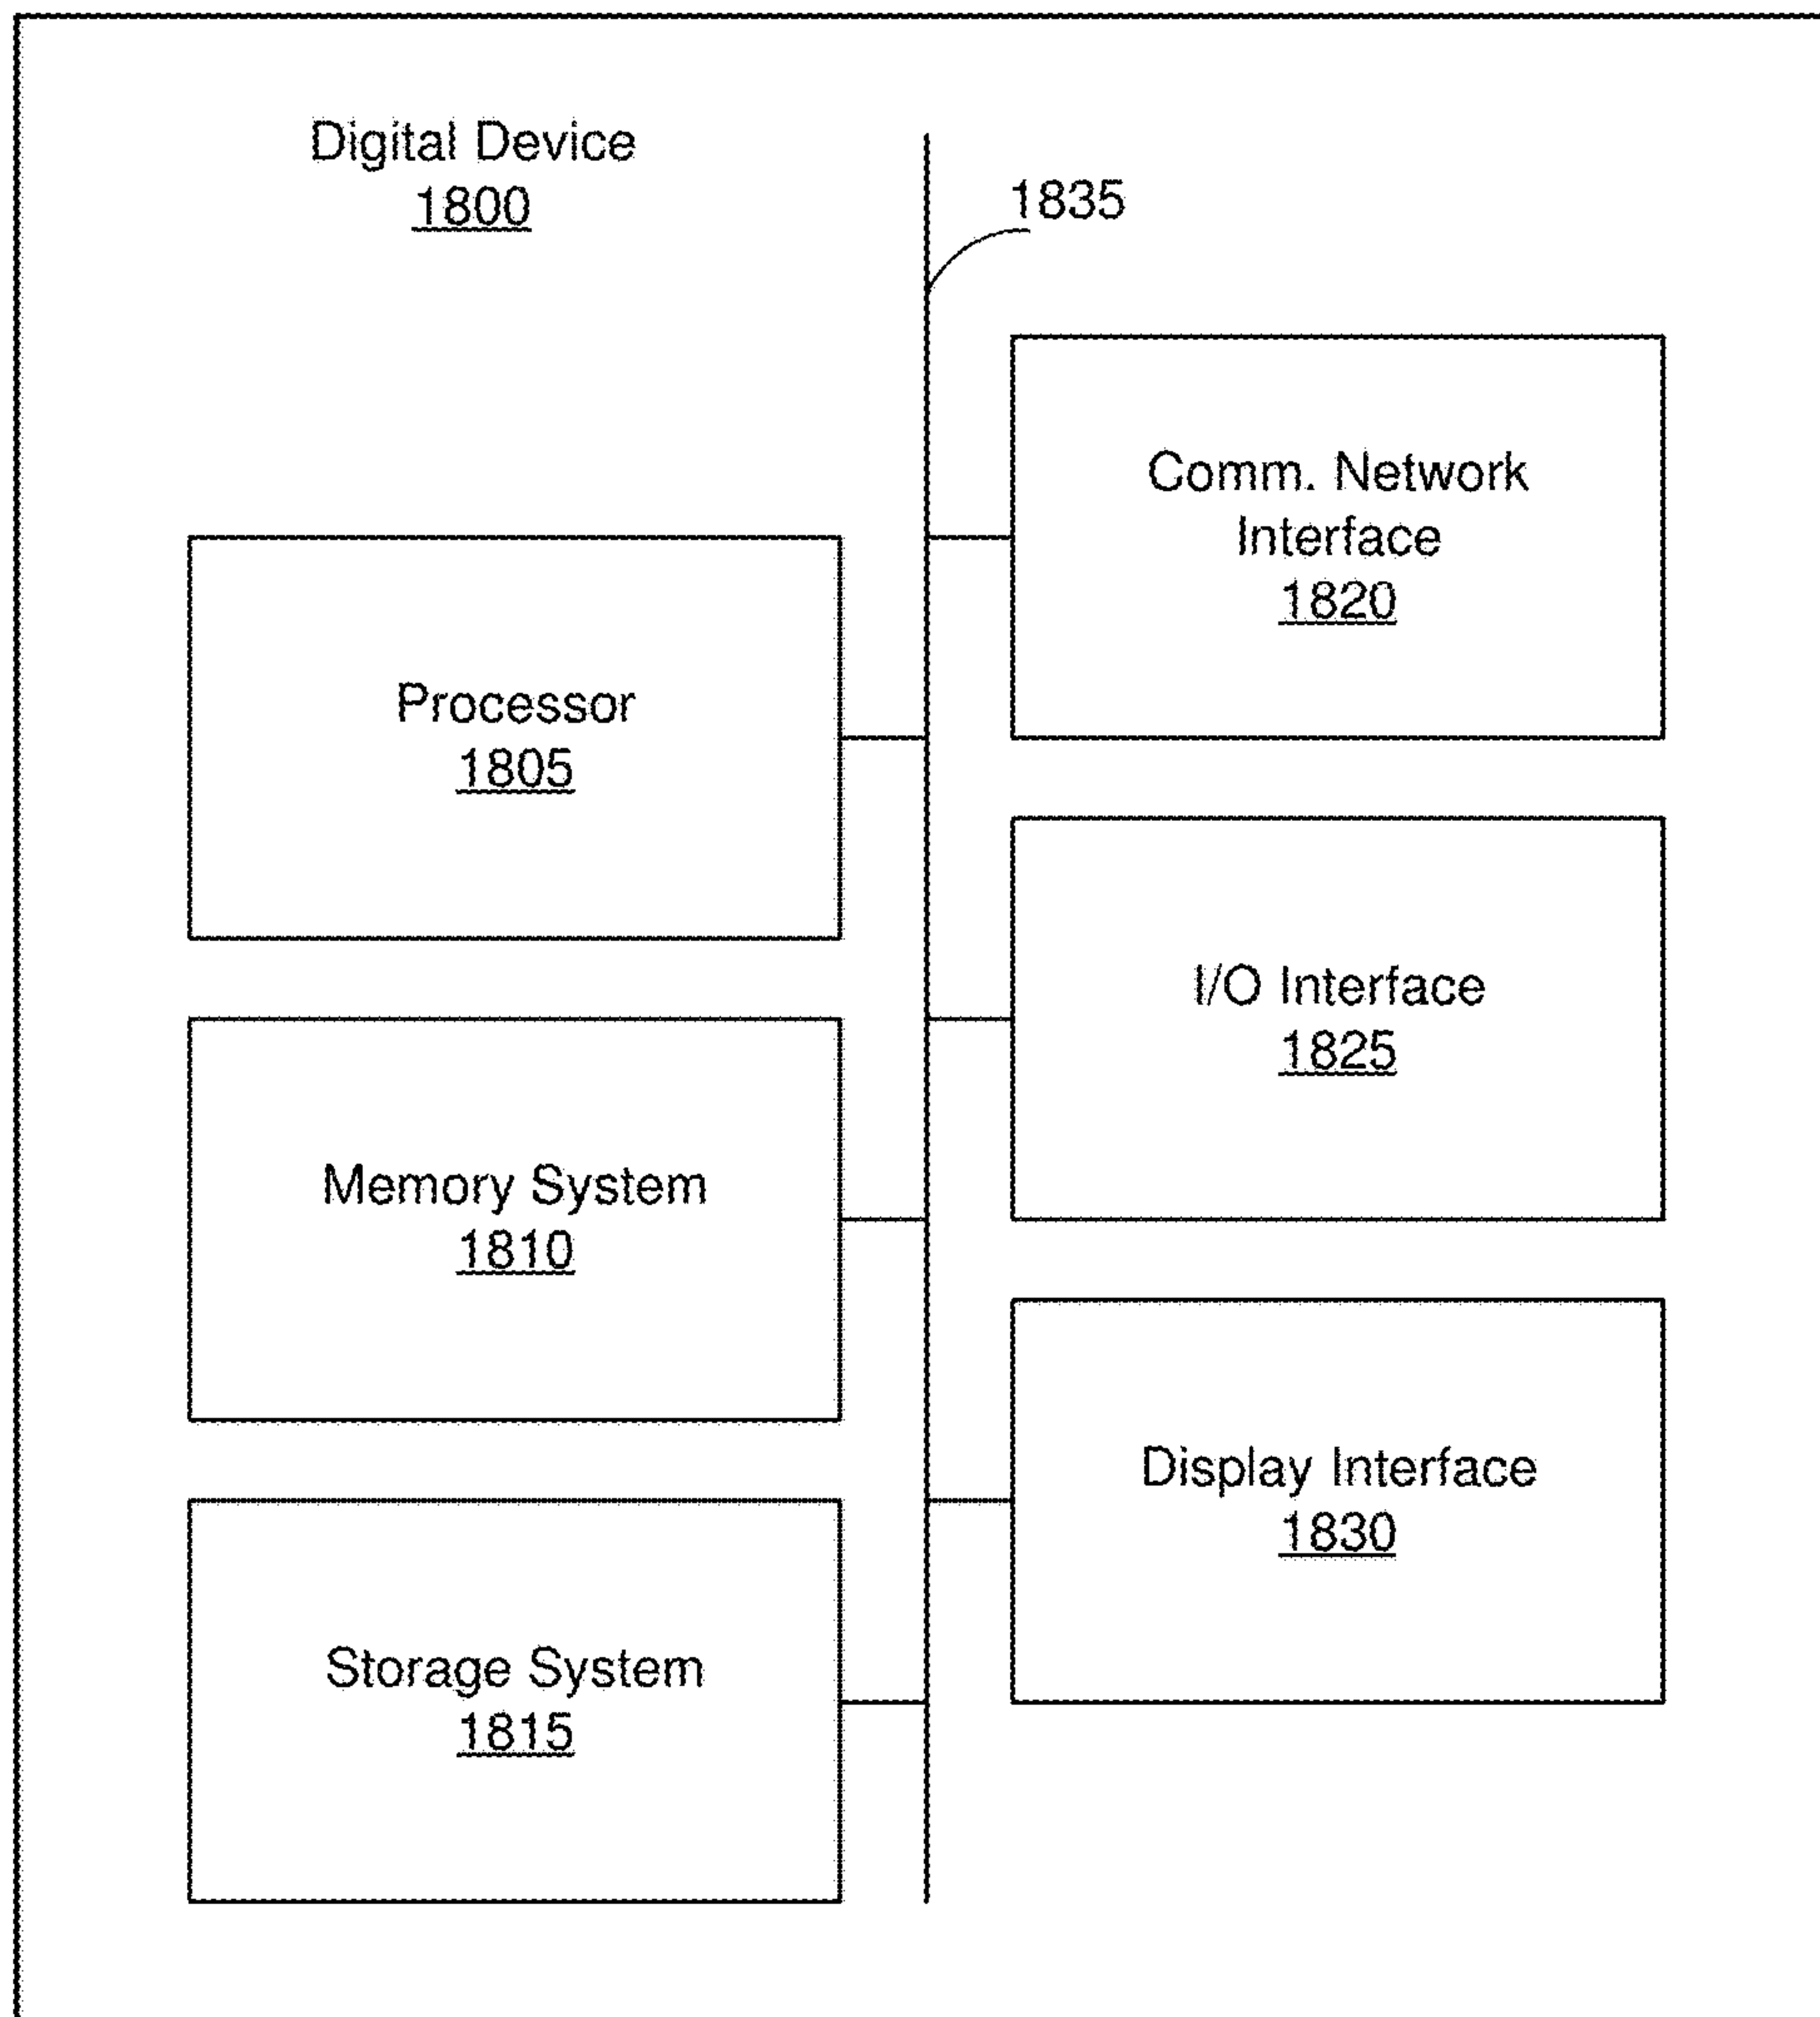 Digital Device
1800
1835
Comm. Network
Interface
1820
Processor
1805
I/O Interface
1825
Memory System
1810
Display Interface
1830
Storage System
1815